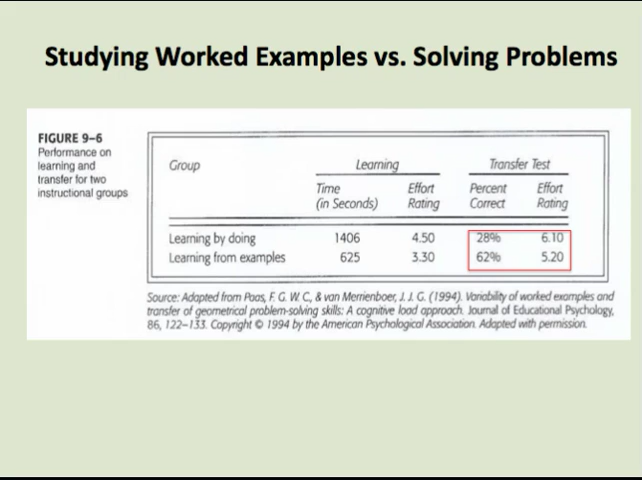 Studying Worked Examples vs. Solving Problems
FIGURE 9–6
Performance on
learning and
transfer for two
instructional groups
Group Learning Transfer Test
Time Effort Percent Effort
(in Seconds) Rating Correct Rating
Learning by doing 1406 4.50 28% 6.10
Learning from examples 625 3.30 62% 5.20
Source: Adapted from Paas, F. G. W. C., & van Merrienboer, J. J. G. (1994). Variability of worked examples and
transfer of geometrical problem-solving skills: A cognitive load approach. Journal of Educational Psychology,
86, 122–133. Copyright © 1994 by the American Psychological Association. Adapted with permission.